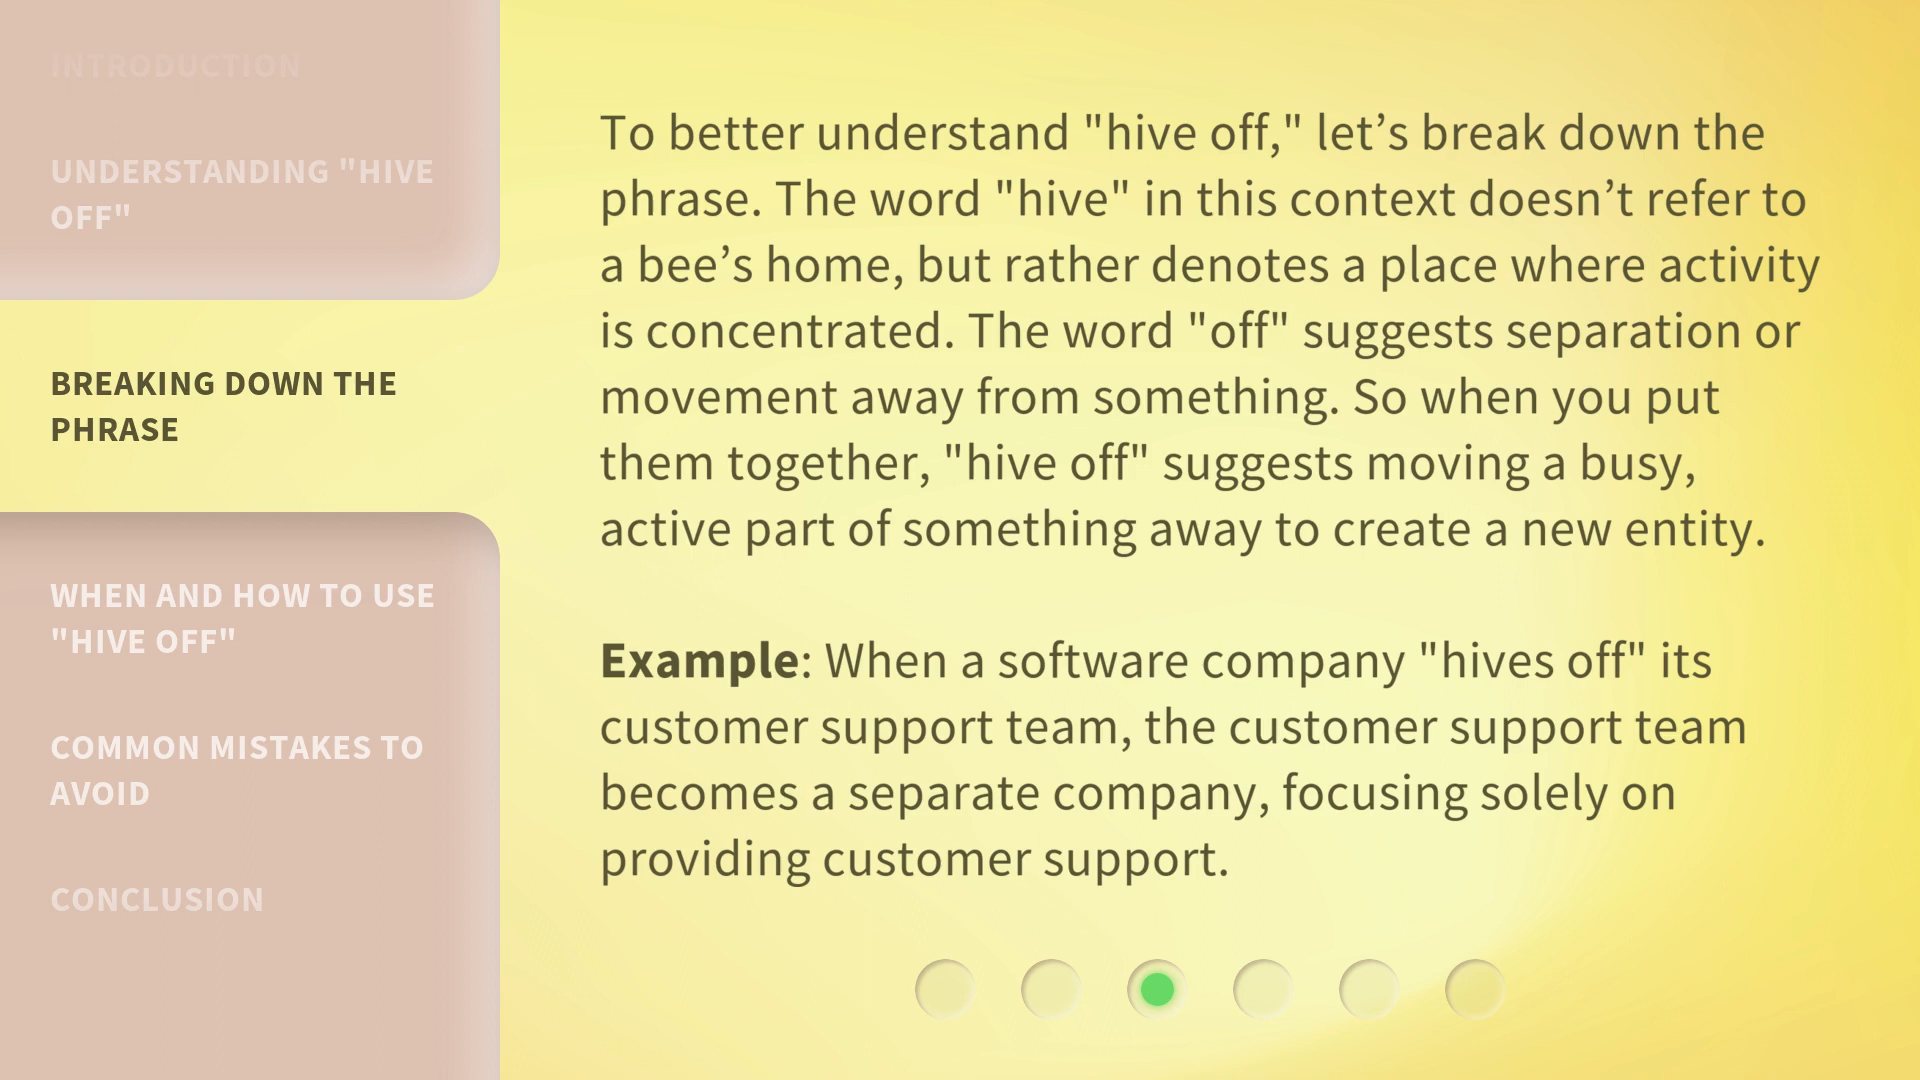 INTRODUCTION
UNDERSTANDING "HIVE
OFF"
BREAKING DOWN THE
PHRASE
WHEN AND HOW TO USE
"HIVE OFF"
COMMON MISTAKES TO
AVOID
CONCLUSION
To better understand "hive off," let’s break down the
phrase. The word "hive" in this context doesn’t refer to
a bee’s home, but rather denotes a place where activity
is concentrated. The word "off" suggests separation or
movement away from something. So when you put
them together, "hive off" suggests moving a busy,
active part of something away to create a new entity.
Example: When a software company "hives off" its
customer support team, the customer support team
becomes a separate company, focusing solely on
providing customer support.